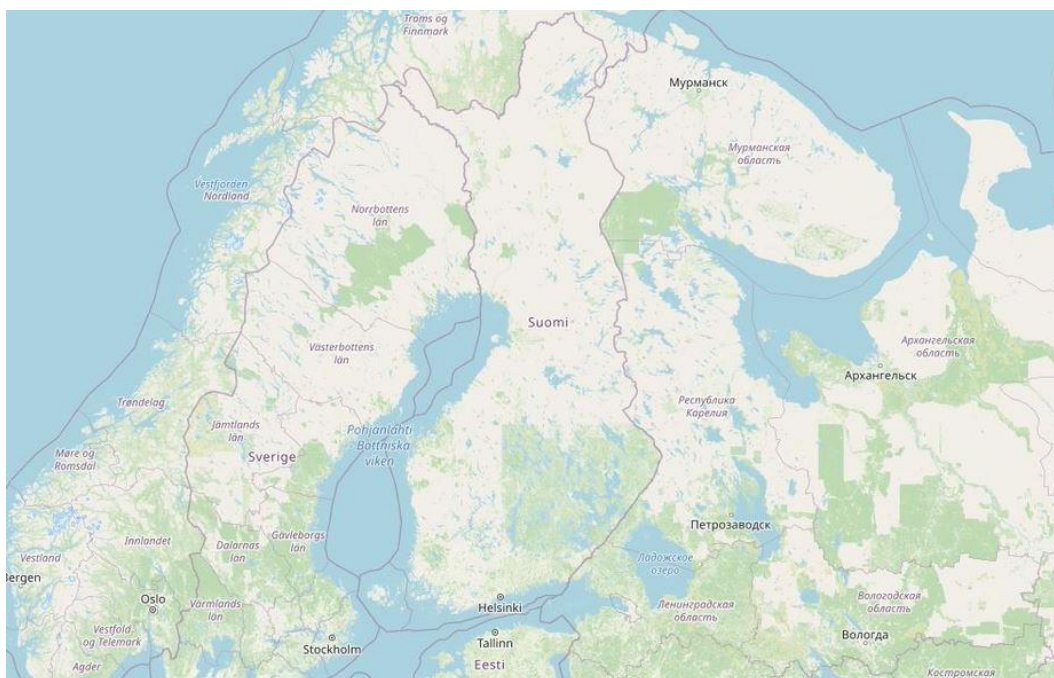 Troms og
Finnmark
Мурманск
Мурманская
область
Vestfjorden
Nordland
Norrbottens
län
Suomi
Västerbottens
län
Архангельская
область
Архангельск
Trøndelag
Республика
Карелия
Jämtlands
län
Pohjanlahti
- Bottniska
viken
Møre og
Romsdal
Sverige
Петрозаводск
Innlandet
Dalarnas
län
Gävleborgs
län
Vestland
Ладожское
озеро
Bergen
Oslo
Värmlands
län
Helsinki
Ленинградская
область
Вологодская
область
Vestfold
og Telemark
Stockholm
Tallinn
Вологда
Agder
Eesti
Костромская